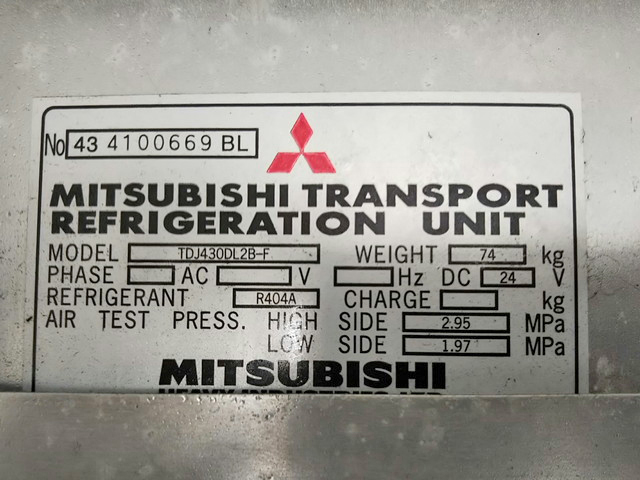 No 43 4100669 BL
MITSUBISHI TRANSPORT
REFRIGERATION UNIT
MODEL TDJ430DL2B-F WEIGHT 74 kg
PHASE AC V Hz DC 24 V
REFRIGERANT R404A CHARGE kg
AIR TEST PRESS. HIGH SIDE 2.95 MPa
LOW SIDE 1.97 MPa
MITSUBISHI